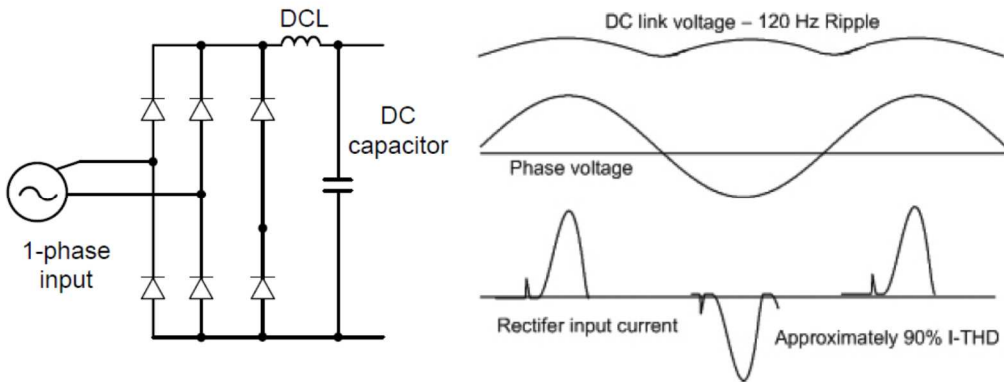 DCL
DC
capacitor
1-phase
input
DC link voltage – 120 Hz Ripple
Phase voltage
Rectifer input current
Approximately 90% I-THD